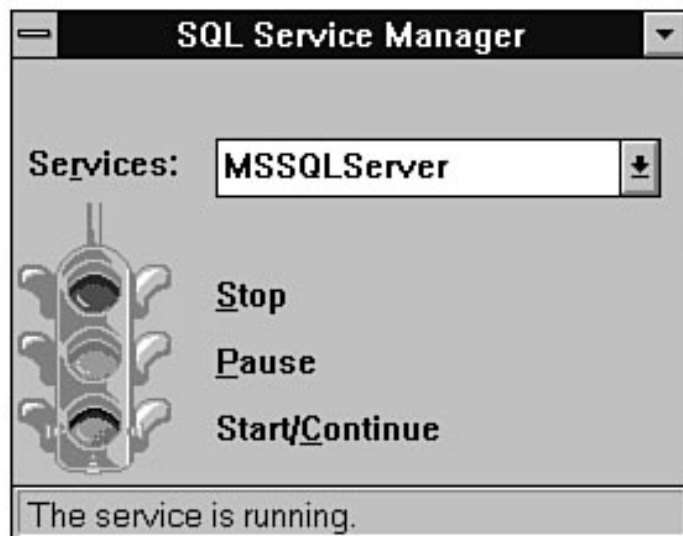 SQL Service Manager
Services: MSSQLServer
Stop
Pause
Start/Continue
The service is running.